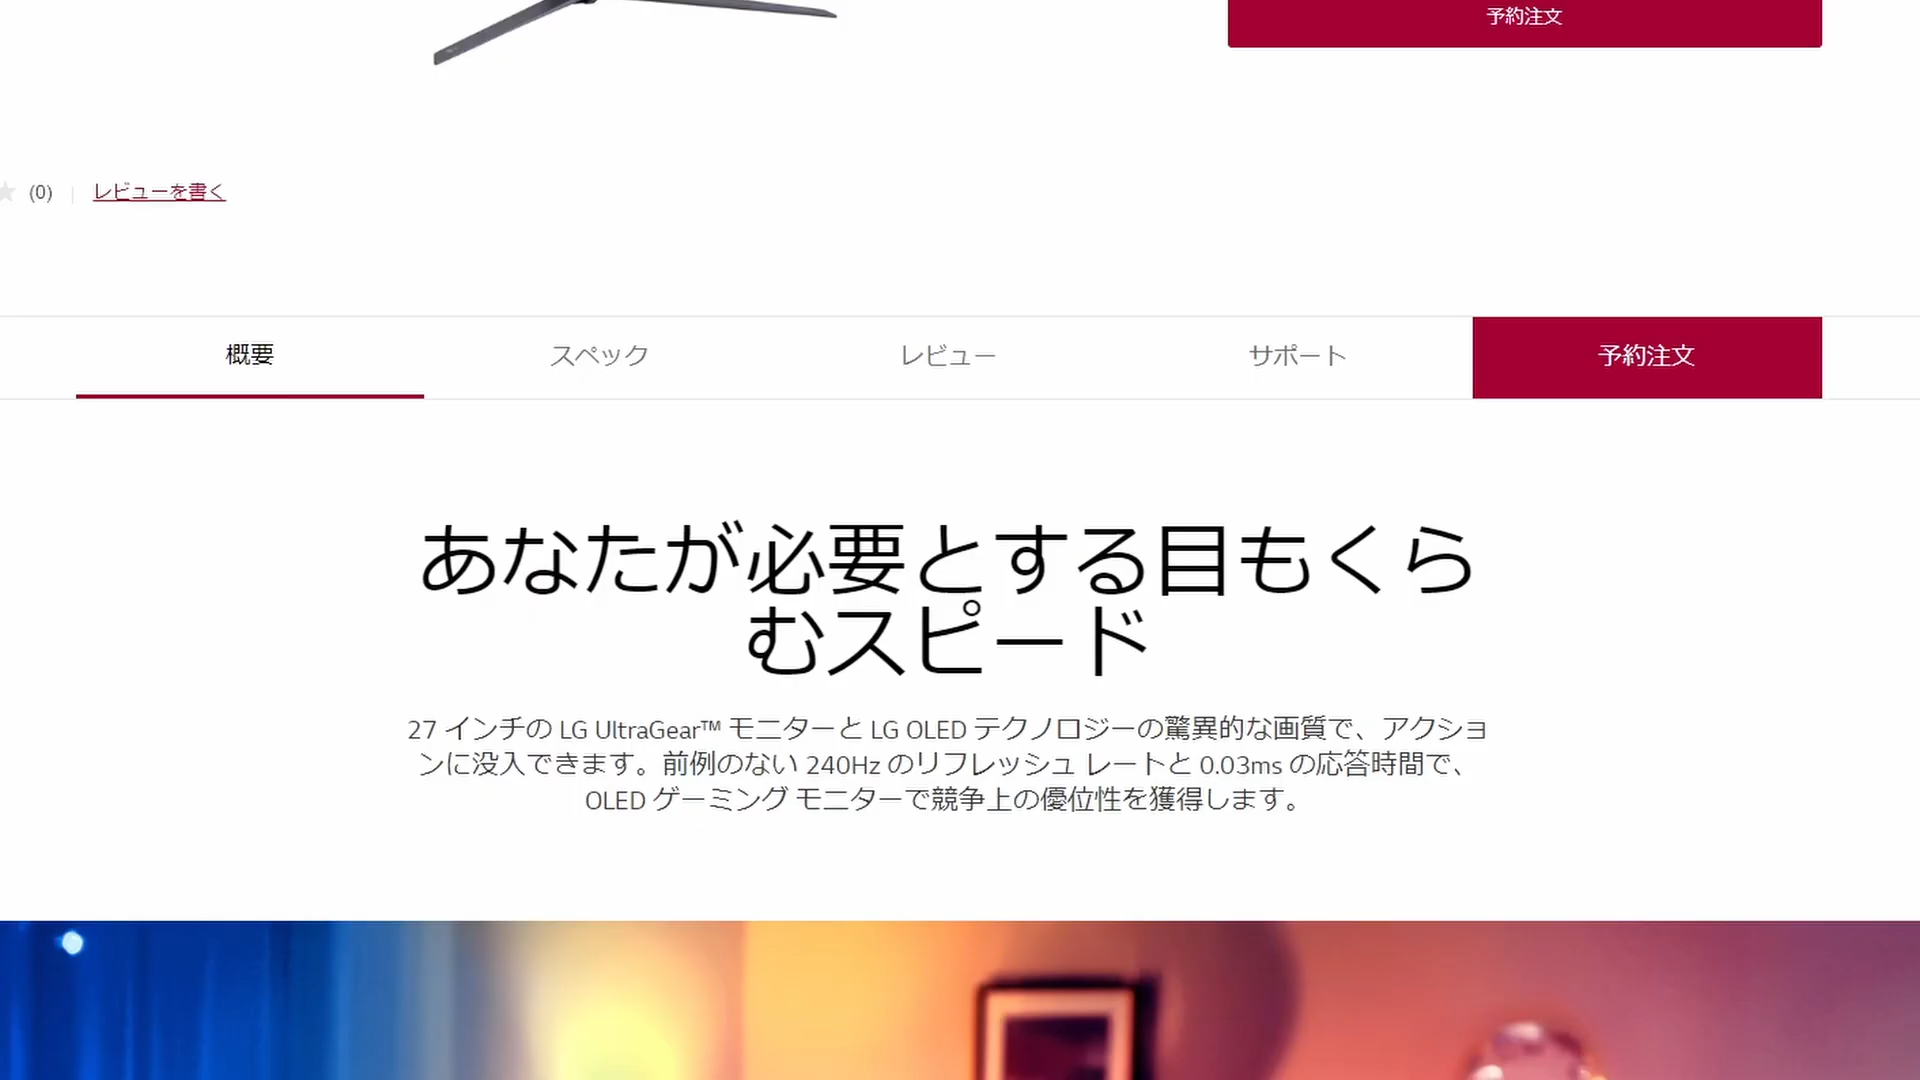 予約注文
(0) レビューを書く
概要 スペック レビュー サポート 予約注文
あなたが必要とする目もくら
むスピード
27 インチの LG UltraGear™ モニターと LG OLED テクノロジーの驚異的な画質で、アクショ
ンに没入できます。前例のない 240Hz のリフレッシュ レートと 0.03ms の応答時間で、
OLED ゲーミング モニターで競争上の優位性を獲得します。